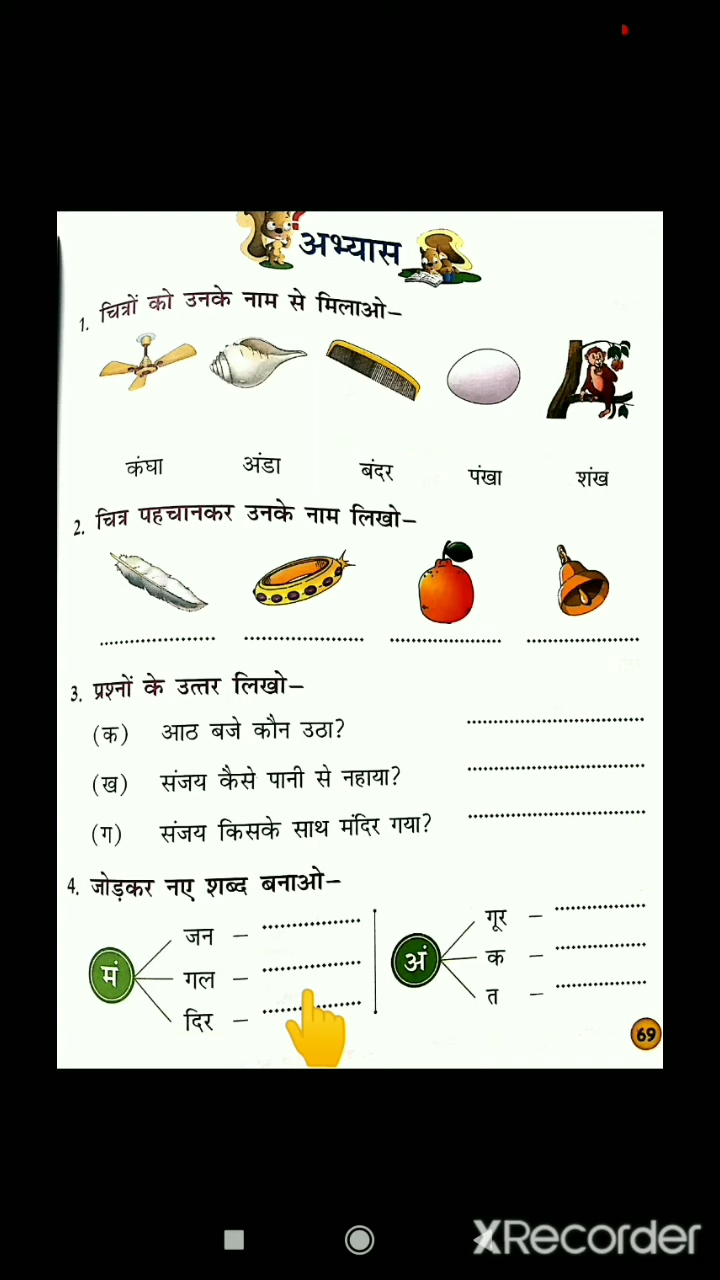 अभ्यास
1. चित्रों को उनके नाम से मिलाओ–
कंघा अंडा बंदर पंखा शंख
2. चित्र पहचानकर उनके नाम लिखो–
3. प्रश्नों के उत्तर लिखो–
(क) आठ बजे कौन उठा?
(ख) संजय कैसे पानी से नहाया?
(ग) संजय किसके साथ मंदिर गया?
4. जोड़कर नए शब्द बनाओ–
मं
जन –
गल –
दिर –
अं
गूर –
क –
त –
69
XRecorder